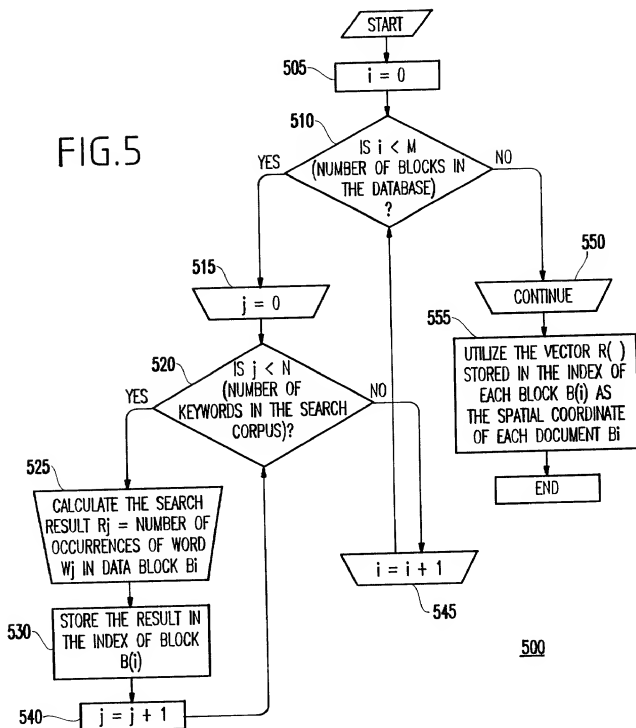 START
505
i = 0
FIG.5
510
IS i < M
(NUMBER OF BLOCKS IN
THE DATABASE)
?
YES
NO
515
j = 0
550
CONTINUE
520
IS j < N
(NUMBER OF
KEYWORDS IN THE SEARCH
CORPUS)?
YES
NO
555
UTILIZE THE VECTOR R( )
STORED IN THE INDEX OF
EACH BLOCK B(i) AS
THE SPATIAL COORDINATE
OF EACH DOCUMENT Bi
END
525
CALCULATE THE SEARCH
RESULT Rj = NUMBER OF
OCCURRENCES OF WORD
Wj IN DATA BLOCK Bi
i = i + 1
545
530
STORE THE RESULT IN
THE INDEX OF BLOCK
B(i)
500
540
j = j + 1